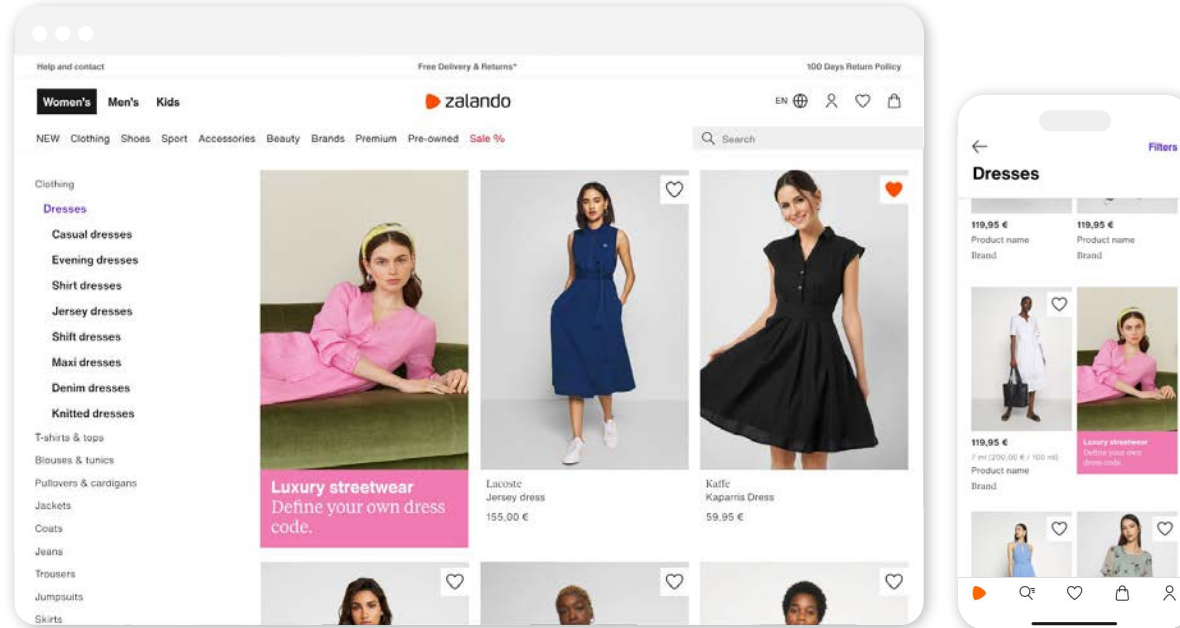 Help and contact
Free Delivery & Returns*
100 Days Return Pollicy
Women's Men's Kids
zalando
EN
NEW Clothing Shoes Sport Accessories Beauty Brands Premium Pre-owned Sale %
Search
Clothing
Dresses
Casual dresses
Evening dresses
Shirt dresses
Jersey dresses
Shift dresses
Maxi dresses
Denim dresses
Knitted dresses
T-shirts & tops
Blouses & tunics
Pullovers & cardigans
Jackets
Coats
Jeans
Trousers
Jumpsuits
Skirts
Luxury streetwear
Define your own dress
code.
Lacoste
Jersey dress
155,00 €
Kaffe
Kaparris Dress
59,95 €
Filters
Dresses
119,95 €
Product name
Brand
119,95 €
Product name
Brand
119,95 €
7 ml (200,00 € / 100 ml)
Product name
Brand
Luxury streetwear
Define your own
dress code.